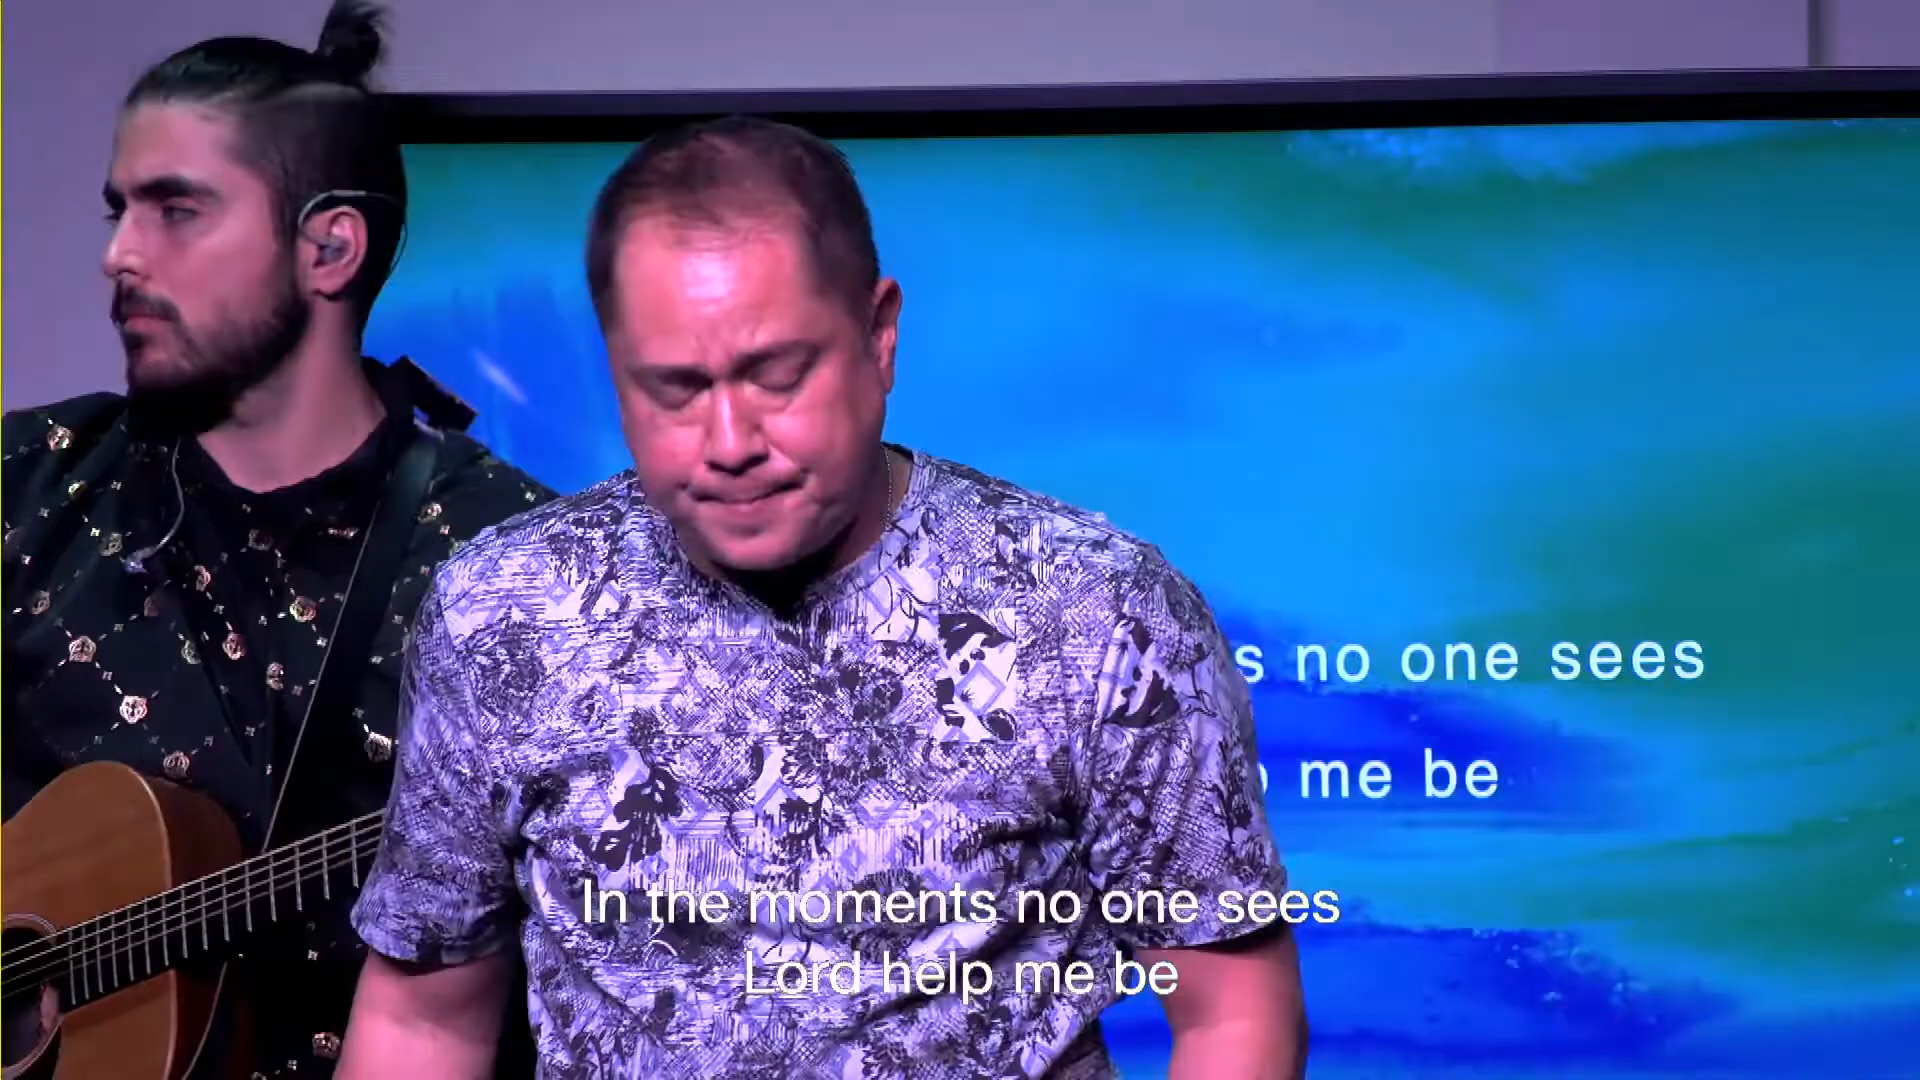 s no one sees
me be
In the moments no one sees
Lord help me be